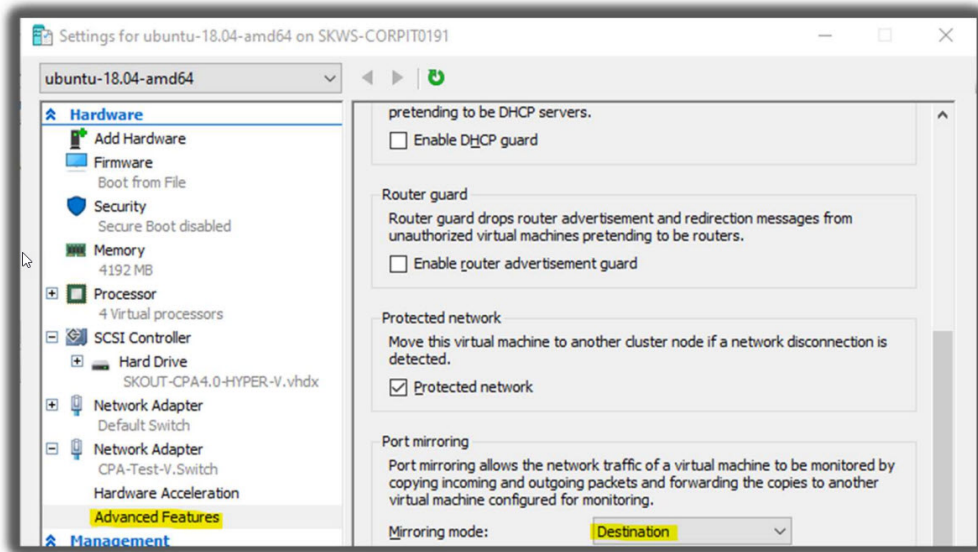 Settings for ubuntu-18.04-amd64 on SKWS-CORPIT0191
ubuntu-18.04-amd64
Hardware
Add Hardware
Firmware
Boot from File
Security
Secure Boot disabled
Memory
4192 MB
Processor
4 Virtual processors
SCSI Controller
Hard Drive
SKOUT-CPA4.0-HYPER-V.vhdx
Network Adapter
Default Switch
Network Adapter
CPA-Test-V.Switch
Hardware Acceleration
Advanced Features
Management
pretending to be DHCP servers.
Enable DHCP guard
Router guard
Router guard drops router advertisement and redirection messages from
unauthorized virtual machines pretending to be routers.
Enable router advertisement guard
Protected network
Move this virtual machine to another cluster node if a network disconnection is
detected.
Protected network
Port mirroring
Port mirroring allows the network traffic of a virtual machine to be monitored by
copying incoming and outgoing packets and forwarding the copies to another
virtual machine configured for monitoring.
Mirroring mode: Destination